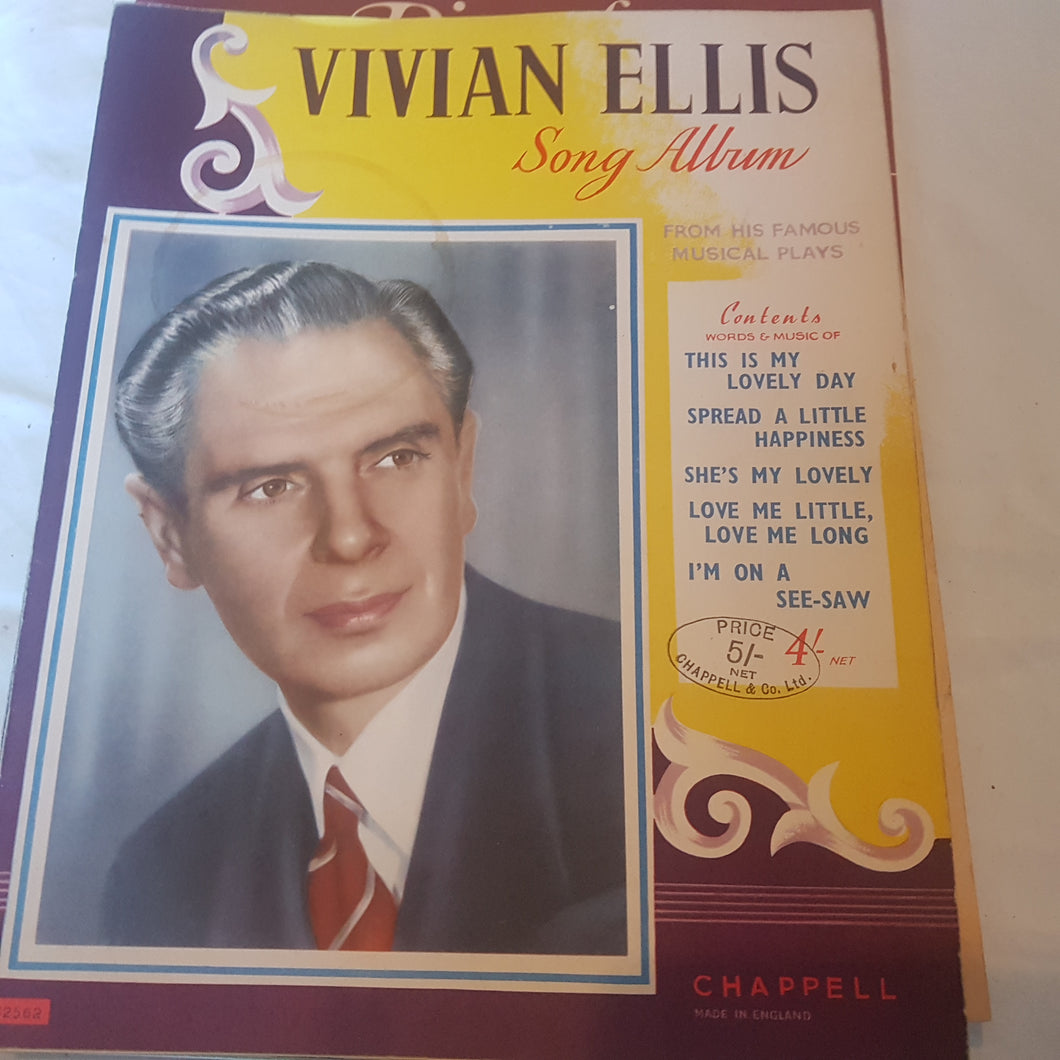 VIVIAN ELLIS
Song Album
FROM HIS FAMOUS
MUSICAL PLAYS
Contents
WORDS & MUSIC OF
THIS IS MY
LOVELY DAY
SPREAD A LITTLE
HAPPINESS
SHE'S MY LOVELY
LOVE ME LITTLE,
LOVE ME LONG
I'M ON A
SEE-SAW
PRICE
5/-
NET
CHAPPELL & Co. Ltd.
4/- NET
CHAPPELL
MADE IN ENGLAND
2562